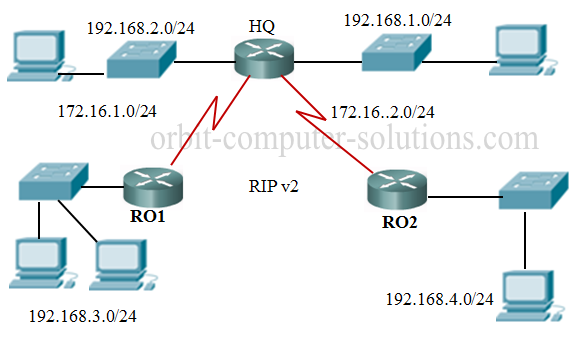 HQ
192.168.2.0/24
192.168.1.0/24
172.16.1.0/24
172.16..2.0/24
orbit-computer-solutions.com
RIP v2
RO1
RO2
192.168.3.0/24
192.168.4.0/24